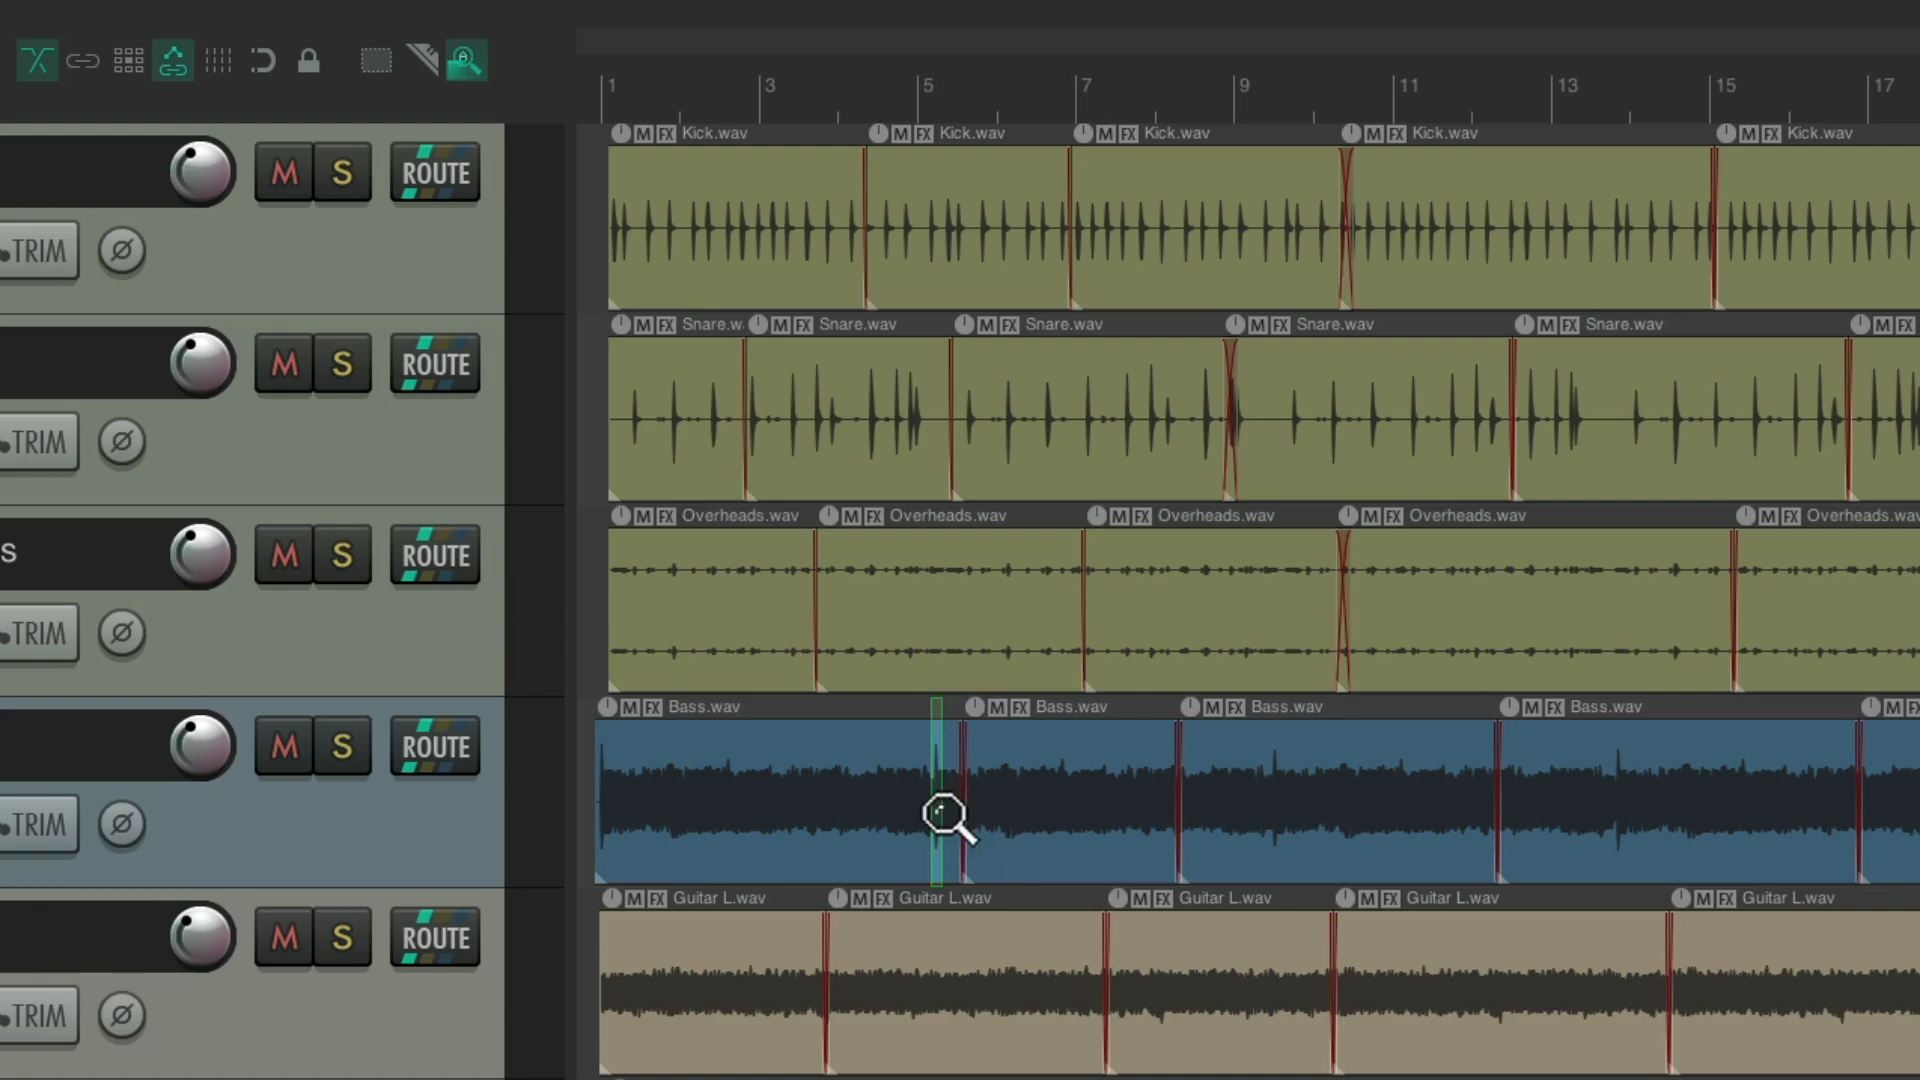 1 3 5 7 9 11 13 15 17
M FX Kick.wav M FX Kick.wav M FX Kick.wav M FX Kick.wav M FX Kick.wav
M S ROUTE
TRIM Ø
M FX Snare.w M FX Snare.wav M FX Snare.wav M FX Snare.wav M FX Snare.wav M FX
M S ROUTE
TRIM Ø
M FX Overheads.wav M FX Overheads.wav M FX Overheads.wav M FX Overheads.wav M FX Overheads.wav
s M S ROUTE
TRIM Ø
M FX Bass.wav M FX Bass.wav M FX Bass.wav M FX Bass.wav M
M S ROUTE
TRIM Ø
M FX Guitar L.wav M FX Guitar L.wav M FX Guitar L.wav M FX Guitar L.wav M FX Guitar L.wav
M S ROUTE
TRIM Ø